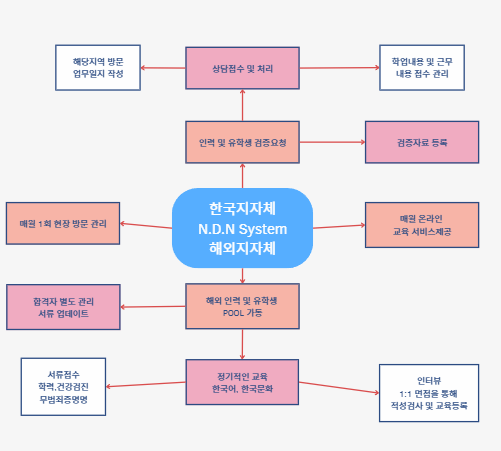 해당지역 방문
업무일지 작성
상담접수 및 처리
학업내용 및 근무
내용 접수 관리
인력 및 유학생 검증요청
검증자료 등록
한국지자체
N.D.N System
해외지자체
매월 1회 현장 방문 관리
매월 온라인
교육 서비스제공
합격자 별도 관리
서류 업데이트
해외 인력 및 유학생
POOL 가동
서류접수
학력,건강검진
무범죄증명명
정기적인 교육
한국어, 한국문화
인터뷰
1:1 면접을 통해
적성검사 및 교육등록